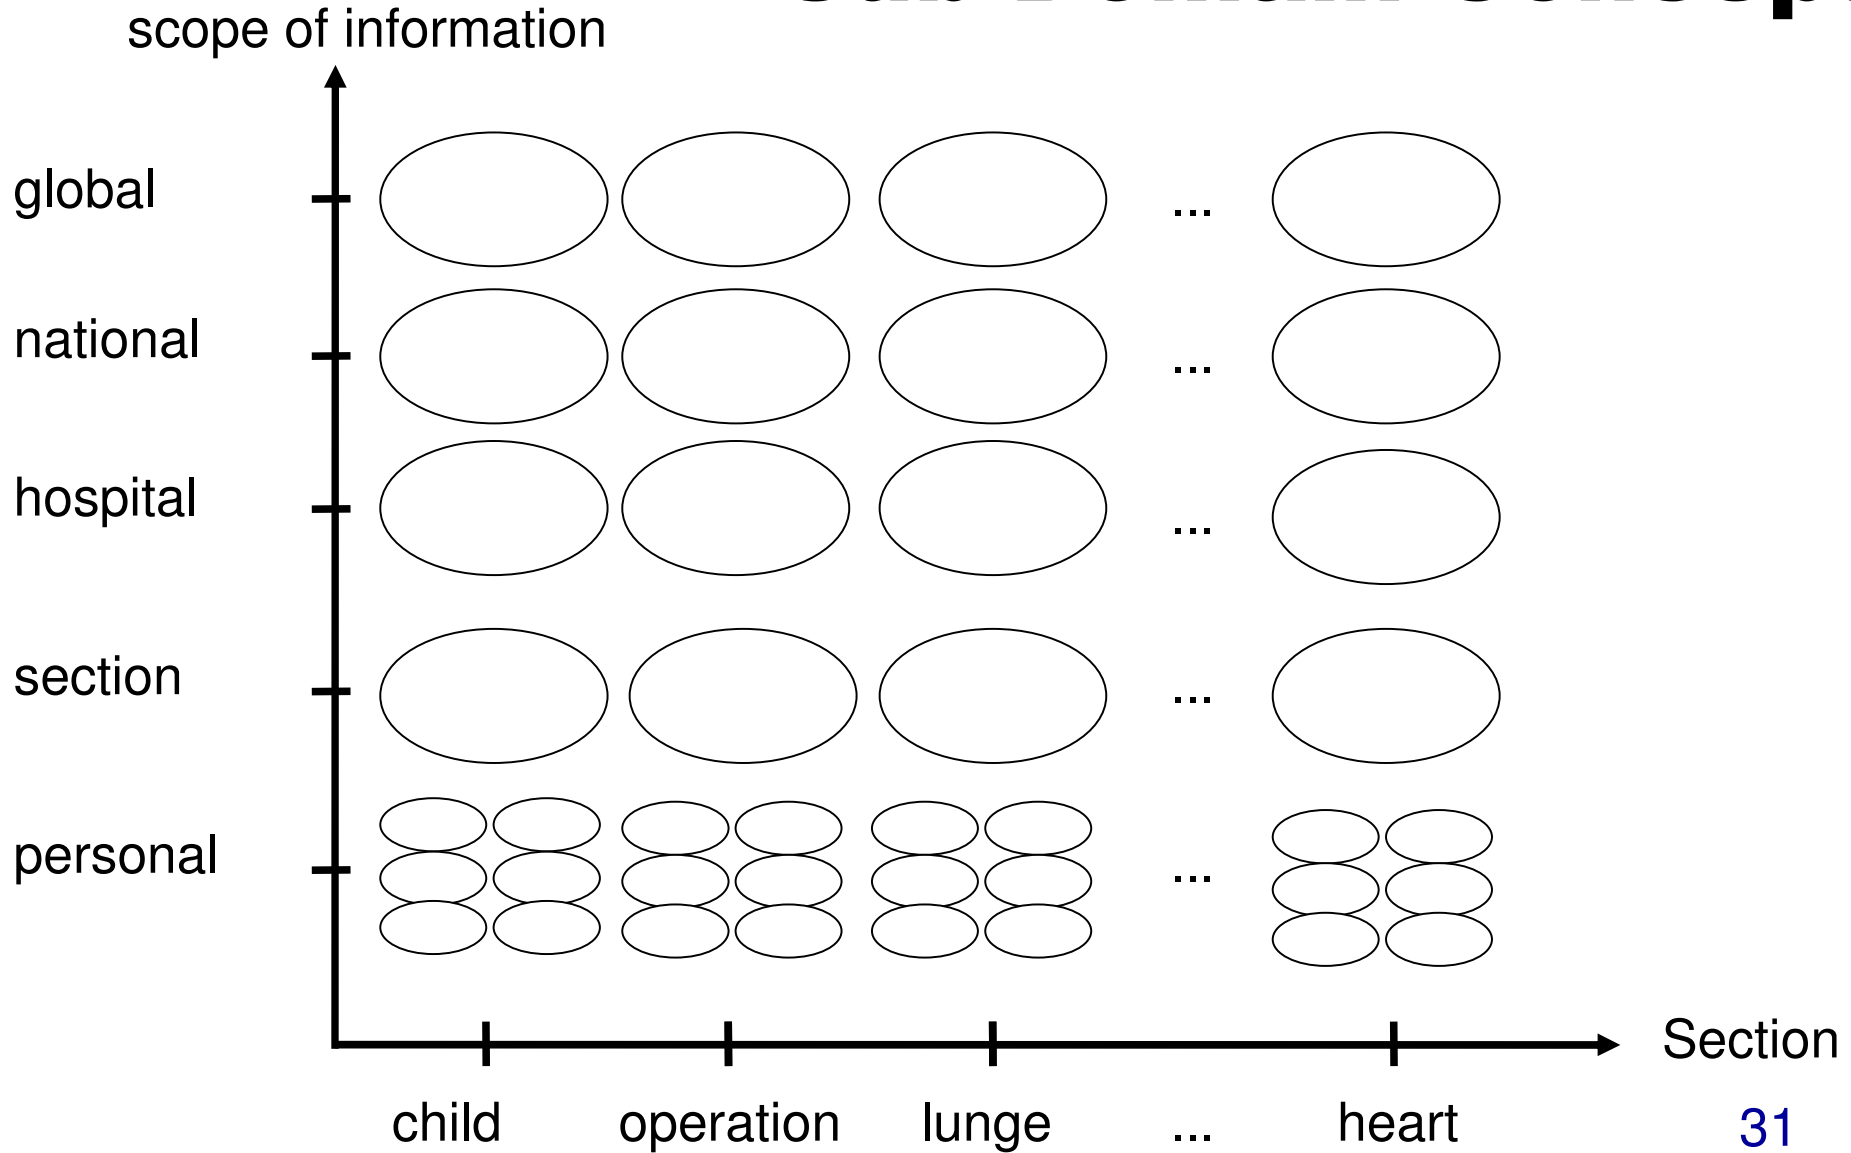 scope of information
global
...
national
...
hospital
...
section
...
personal
...
Section
child operation lunge ... heart
31